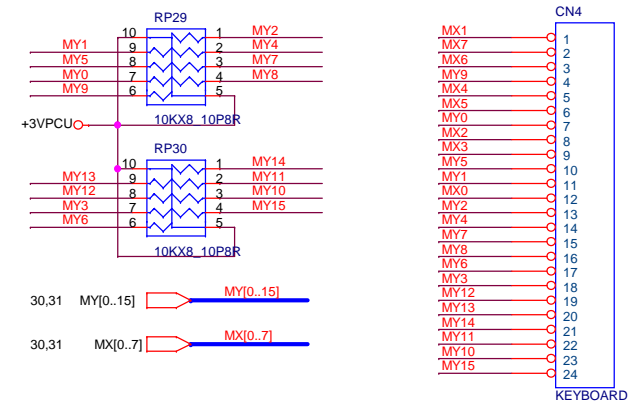 RP29
10 1 MY2
MY1 9 2 MY4
MY5 8 3 MY7
MY0 7 4 MY8
MY9 6 5
+3VPCU
10KX8_10P8R
RP30
10 1 MY14
MY13 9 2 MY11
MY12 8 3 MY10
MY3 7 4 MY15
MY6 6 5
10KX8_10P8R
30,31 MY[0..15] MY[0..15]
30,31 MX[0..7] MX[0..7]
CN4
MX1 1
MX7 2
MX6 3
MY9 4
MX4 5
MX5 6
MY0 7
MX2 8
MX3 9
MY5 10
MY1 11
MX0 12
MY2 13
MY4 14
MY7 15
MY8 16
MY6 17
MY3 18
MY12 19
MY13 20
MY14 21
MY11 22
MY10 23
MY15 24
KEYBOARD